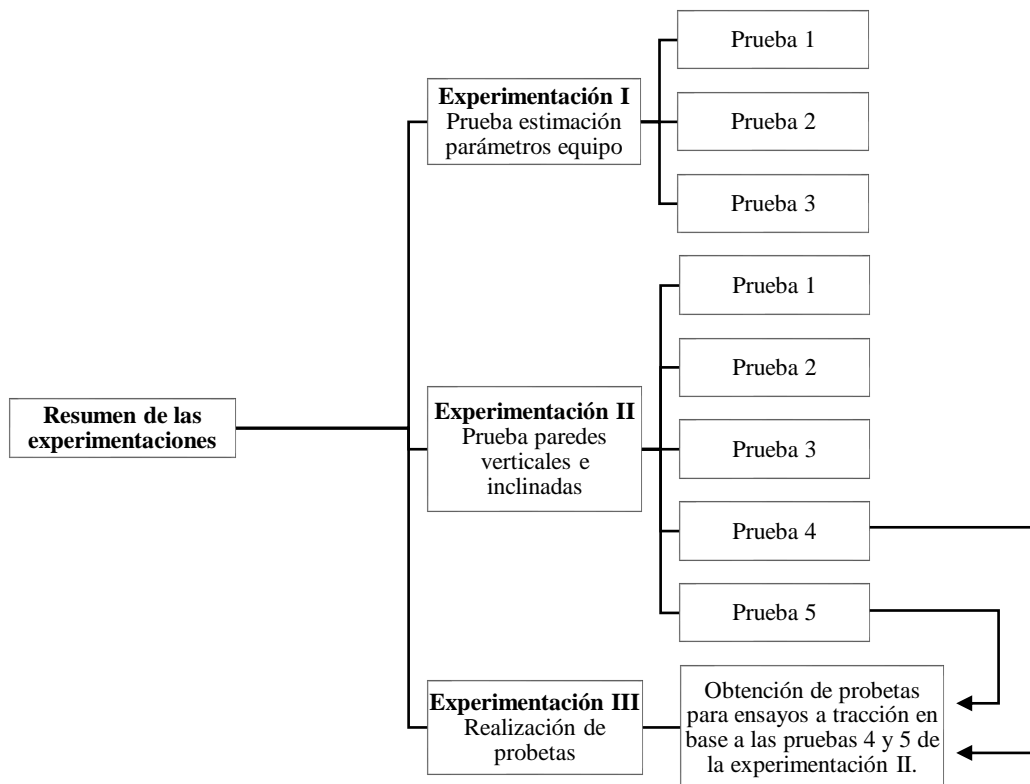 Resumen de las
experimentaciones
Experimentación I
Prueba estimación
parámetros equipo
Prueba 1
Prueba 2
Prueba 3
Experimentación II
Prueba paredes
verticales e
inclinadas
Prueba 1
Prueba 2
Prueba 3
Prueba 4
Prueba 5
Experimentación III
Realización de
probetas
Obtención de probetas
para ensayos a tracción en
base a las pruebas 4 y 5 de
la experimentación II.